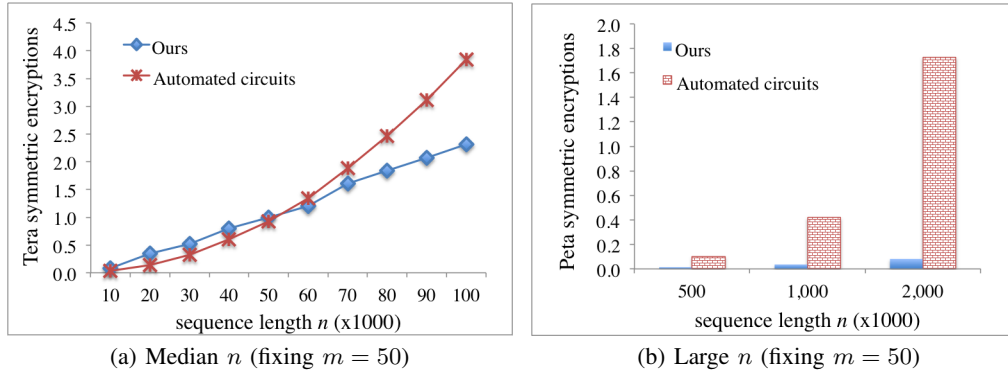 4.5
4.0
3.5
3.0
2.5
2.0
1.5
1.0
0.5
0.0
Tera symmetric encryptions
Ours
Automated circuits
10 20 30 40 50 60 70 80 90 100
sequence length n (x1000)
(a) Median n (fixing m = 50)
2.0
1.8
1.6
1.4
1.2
1.0
0.8
0.6
0.4
0.2
0.0
Peta symmetric encryptions
Ours
Automated circuits
500 1,000 2,000
sequence length n (x1000)
(b) Large n (fixing m = 50)